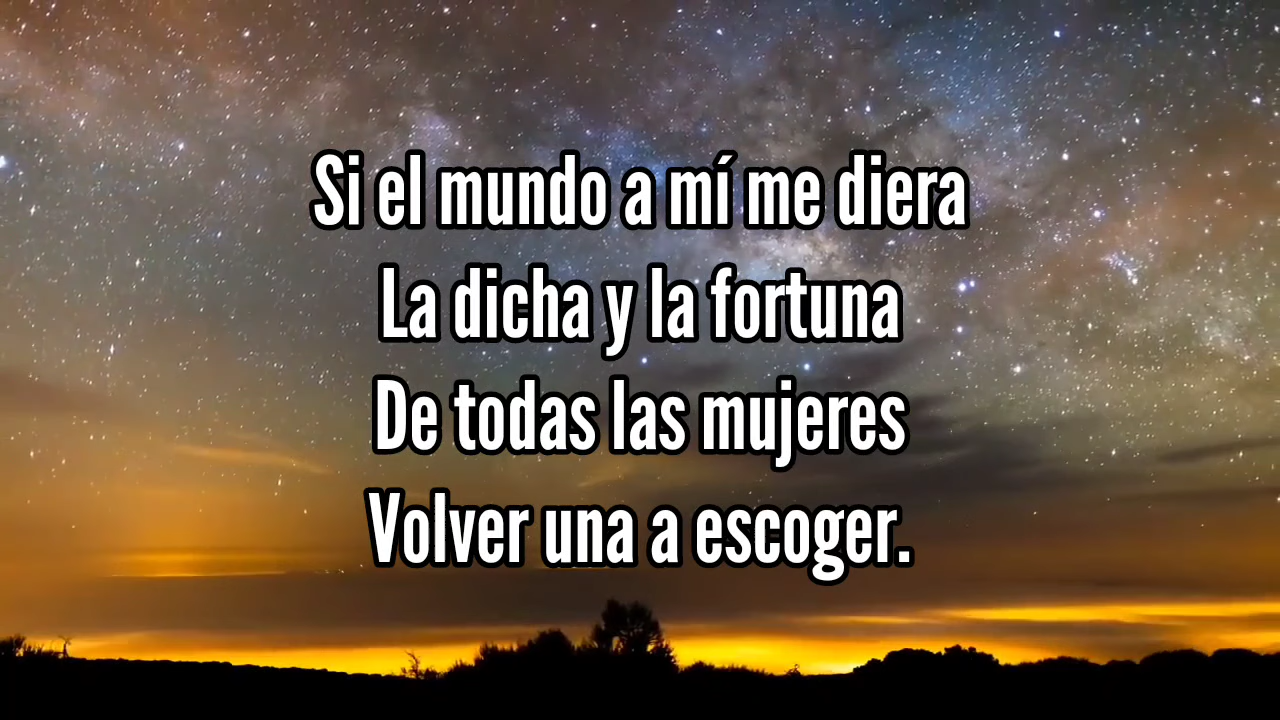 Si el mundo a mí me diera
La dicha y la fortuna
De todas las mujeres
Volver una a escoger.